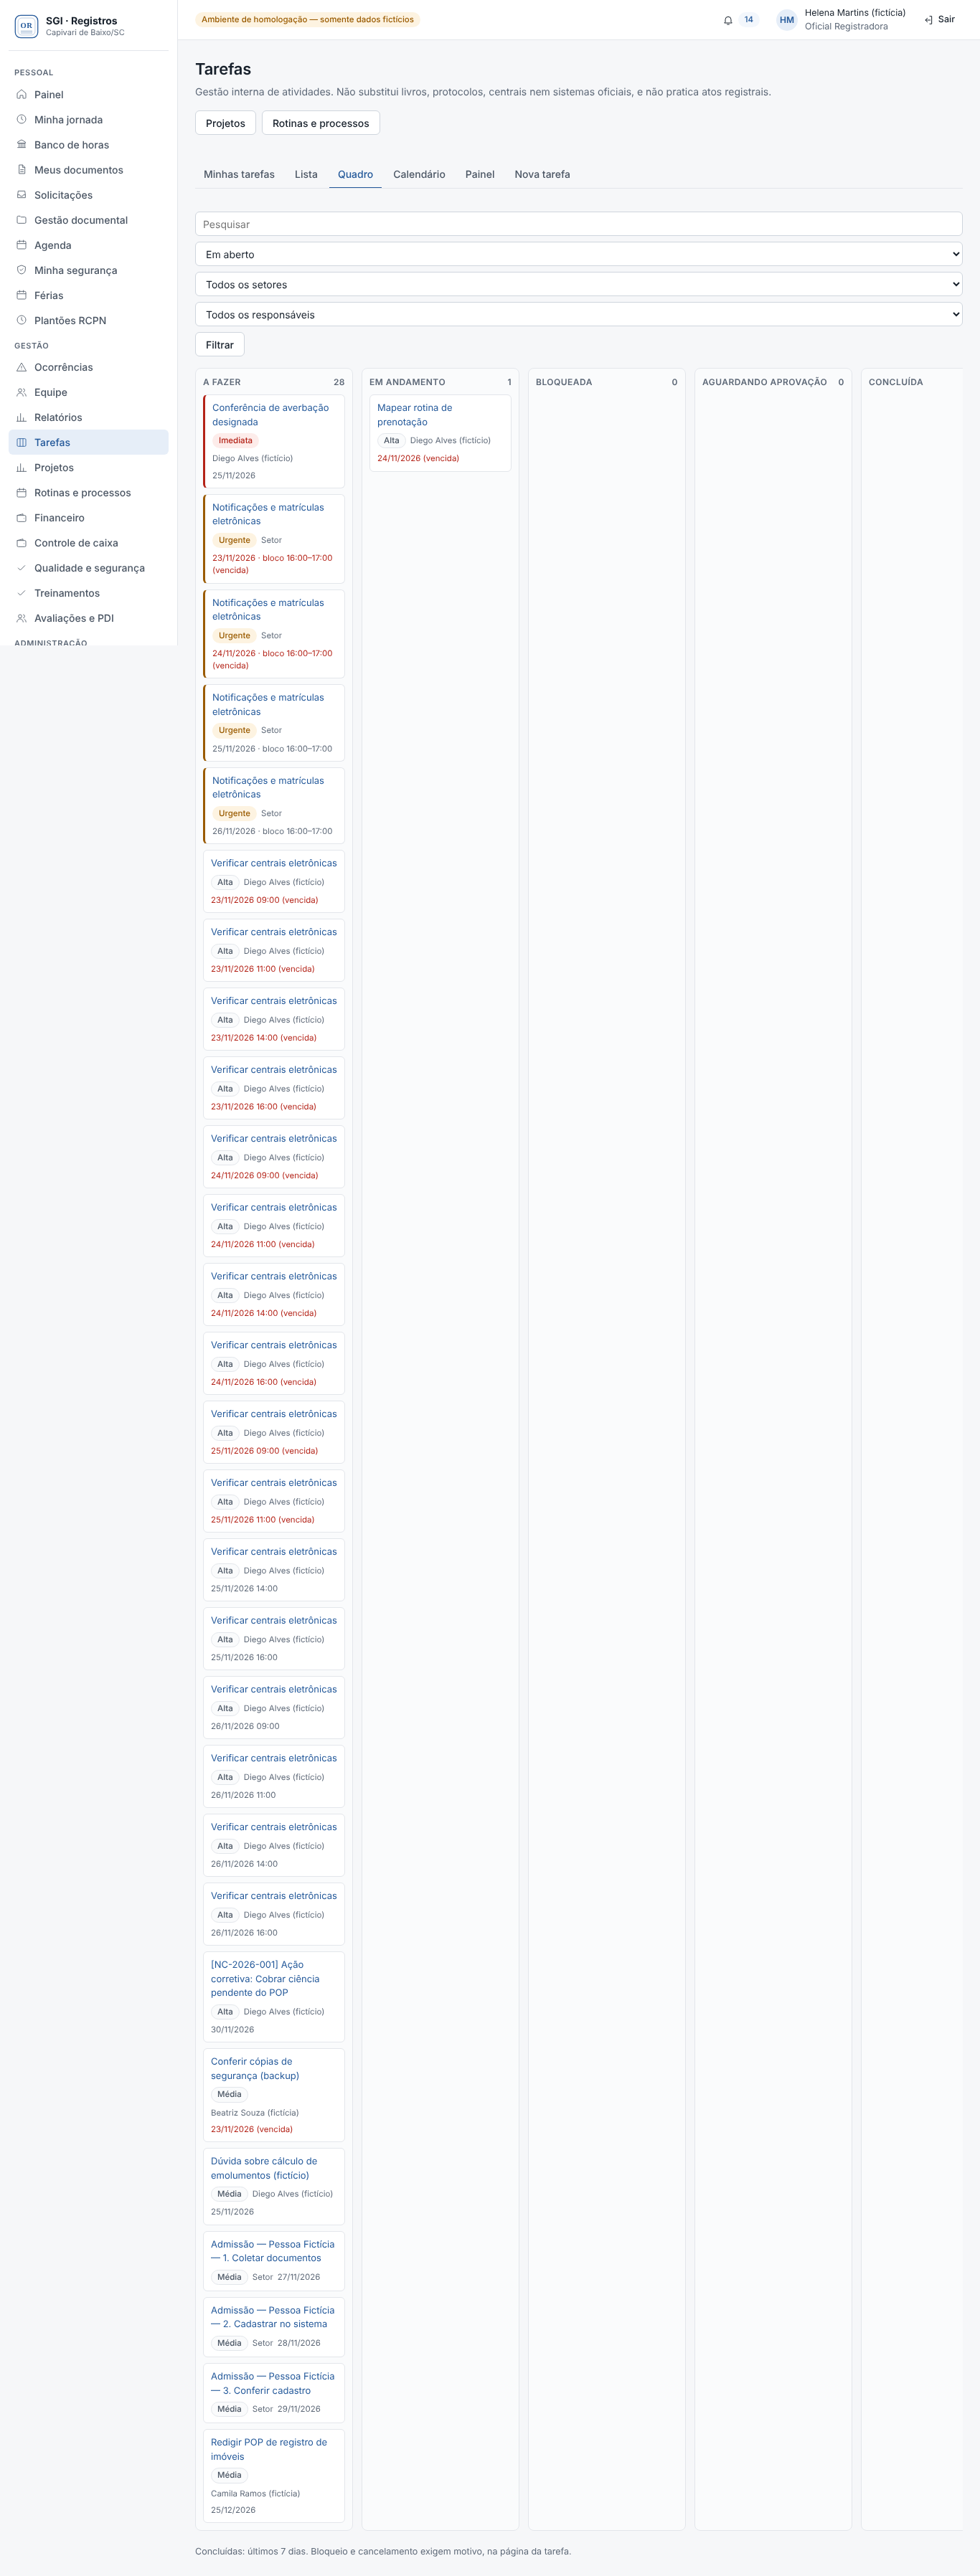 OR
SGI · Registros
Capivari de Baixo/SC
PESSOAL
Painel
Minha jornada
Banco de horas
Meus documentos
Solicitações
Gestão documental
Agenda
Minha segurança
Férias
Plantões RCPN
GESTÃO
Ocorrências
Equipe
Relatórios
Tarefas
Projetos
Rotinas e processos
Financeiro
Controle de caixa
Qualidade e segurança
Treinamentos
Avaliações e PDI
ADMINISTRAÇÃO
Ambiente de homologação — somente dados fictícios
14
HM
Helena Martins (fictícia)
Oficial Registradora
Sair
Tarefas
Gestão interna de atividades. Não substitui livros, protocolos, centrais nem sistemas oficiais, e não pratica atos registrais.
Projetos
Rotinas e processos
Minhas tarefas
Lista
Quadro
Calendário
Painel
Nova tarefa
Pesquisar
Em aberto
Todos os setores
Todos os responsáveis
Filtrar
A FAZER 28
Conferência de averbação
designada
Imediata
Diego Alves (fictício)
25/11/2026
Notificações e matrículas
eletrônicas
Urgente Setor
23/11/2026 · bloco 16:00–17:00
(vencida)
Notificações e matrículas
eletrônicas
Urgente Setor
24/11/2026 · bloco 16:00–17:00
(vencida)
Notificações e matrículas
eletrônicas
Urgente Setor
25/11/2026 · bloco 16:00–17:00
Notificações e matrículas
eletrônicas
Urgente Setor
26/11/2026 · bloco 16:00–17:00
Verificar centrais eletrônicas
Alta Diego Alves (fictício)
23/11/2026 09:00 (vencida)
Verificar centrais eletrônicas
Alta Diego Alves (fictício)
23/11/2026 11:00 (vencida)
Verificar centrais eletrônicas
Alta Diego Alves (fictício)
23/11/2026 14:00 (vencida)
Verificar centrais eletrônicas
Alta Diego Alves (fictício)
23/11/2026 16:00 (vencida)
Verificar centrais eletrônicas
Alta Diego Alves (fictício)
24/11/2026 09:00 (vencida)
Verificar centrais eletrônicas
Alta Diego Alves (fictício)
24/11/2026 11:00 (vencida)
Verificar centrais eletrônicas
Alta Diego Alves (fictício)
24/11/2026 14:00 (vencida)
Verificar centrais eletrônicas
Alta Diego Alves (fictício)
24/11/2026 16:00 (vencida)
Verificar centrais eletrônicas
Alta Diego Alves (fictício)
25/11/2026 09:00 (vencida)
Verificar centrais eletrônicas
Alta Diego Alves (fictício)
25/11/2026 11:00 (vencida)
Verificar centrais eletrônicas
Alta Diego Alves (fictício)
25/11/2026 14:00
Verificar centrais eletrônicas
Alta Diego Alves (fictício)
25/11/2026 16:00
Verificar centrais eletrônicas
Alta Diego Alves (fictício)
26/11/2026 09:00
Verificar centrais eletrônicas
Alta Diego Alves (fictício)
26/11/2026 11:00
Verificar centrais eletrônicas
Alta Diego Alves (fictício)
26/11/2026 14:00
Verificar centrais eletrônicas
Alta Diego Alves (fictício)
26/11/2026 16:00
[NC-2026-001] Ação
corretiva: Cobrar ciência
pendente do POP
Alta Diego Alves (fictício)
30/11/2026
Conferir cópias de
segurança (backup)
Média
Beatriz Souza (fictícia)
23/11/2026 (vencida)
Dúvida sobre cálculo de
emolumentos (fictício)
Média Diego Alves (fictício)
25/11/2026
Admissão — Pessoa Fictícia
— 1. Coletar documentos
Média Setor 27/11/2026
Admissão — Pessoa Fictícia
— 2. Cadastrar no sistema
Média Setor 28/11/2026
Admissão — Pessoa Fictícia
— 3. Conferir cadastro
Média Setor 29/11/2026
Redigir POP de registro de
imóveis
Média
Camila Ramos (fictícia)
25/12/2026
EM ANDAMENTO 1
Mapear rotina de
prenotação
Alta Diego Alves (fictício)
24/11/2026 (vencida)
BLOQUEADA 0
AGUARDANDO APROVAÇÃO 0
CONCLUÍDA
Concluídas: últimos 7 dias. Bloqueio e cancelamento exigem motivo, na página da tarefa.